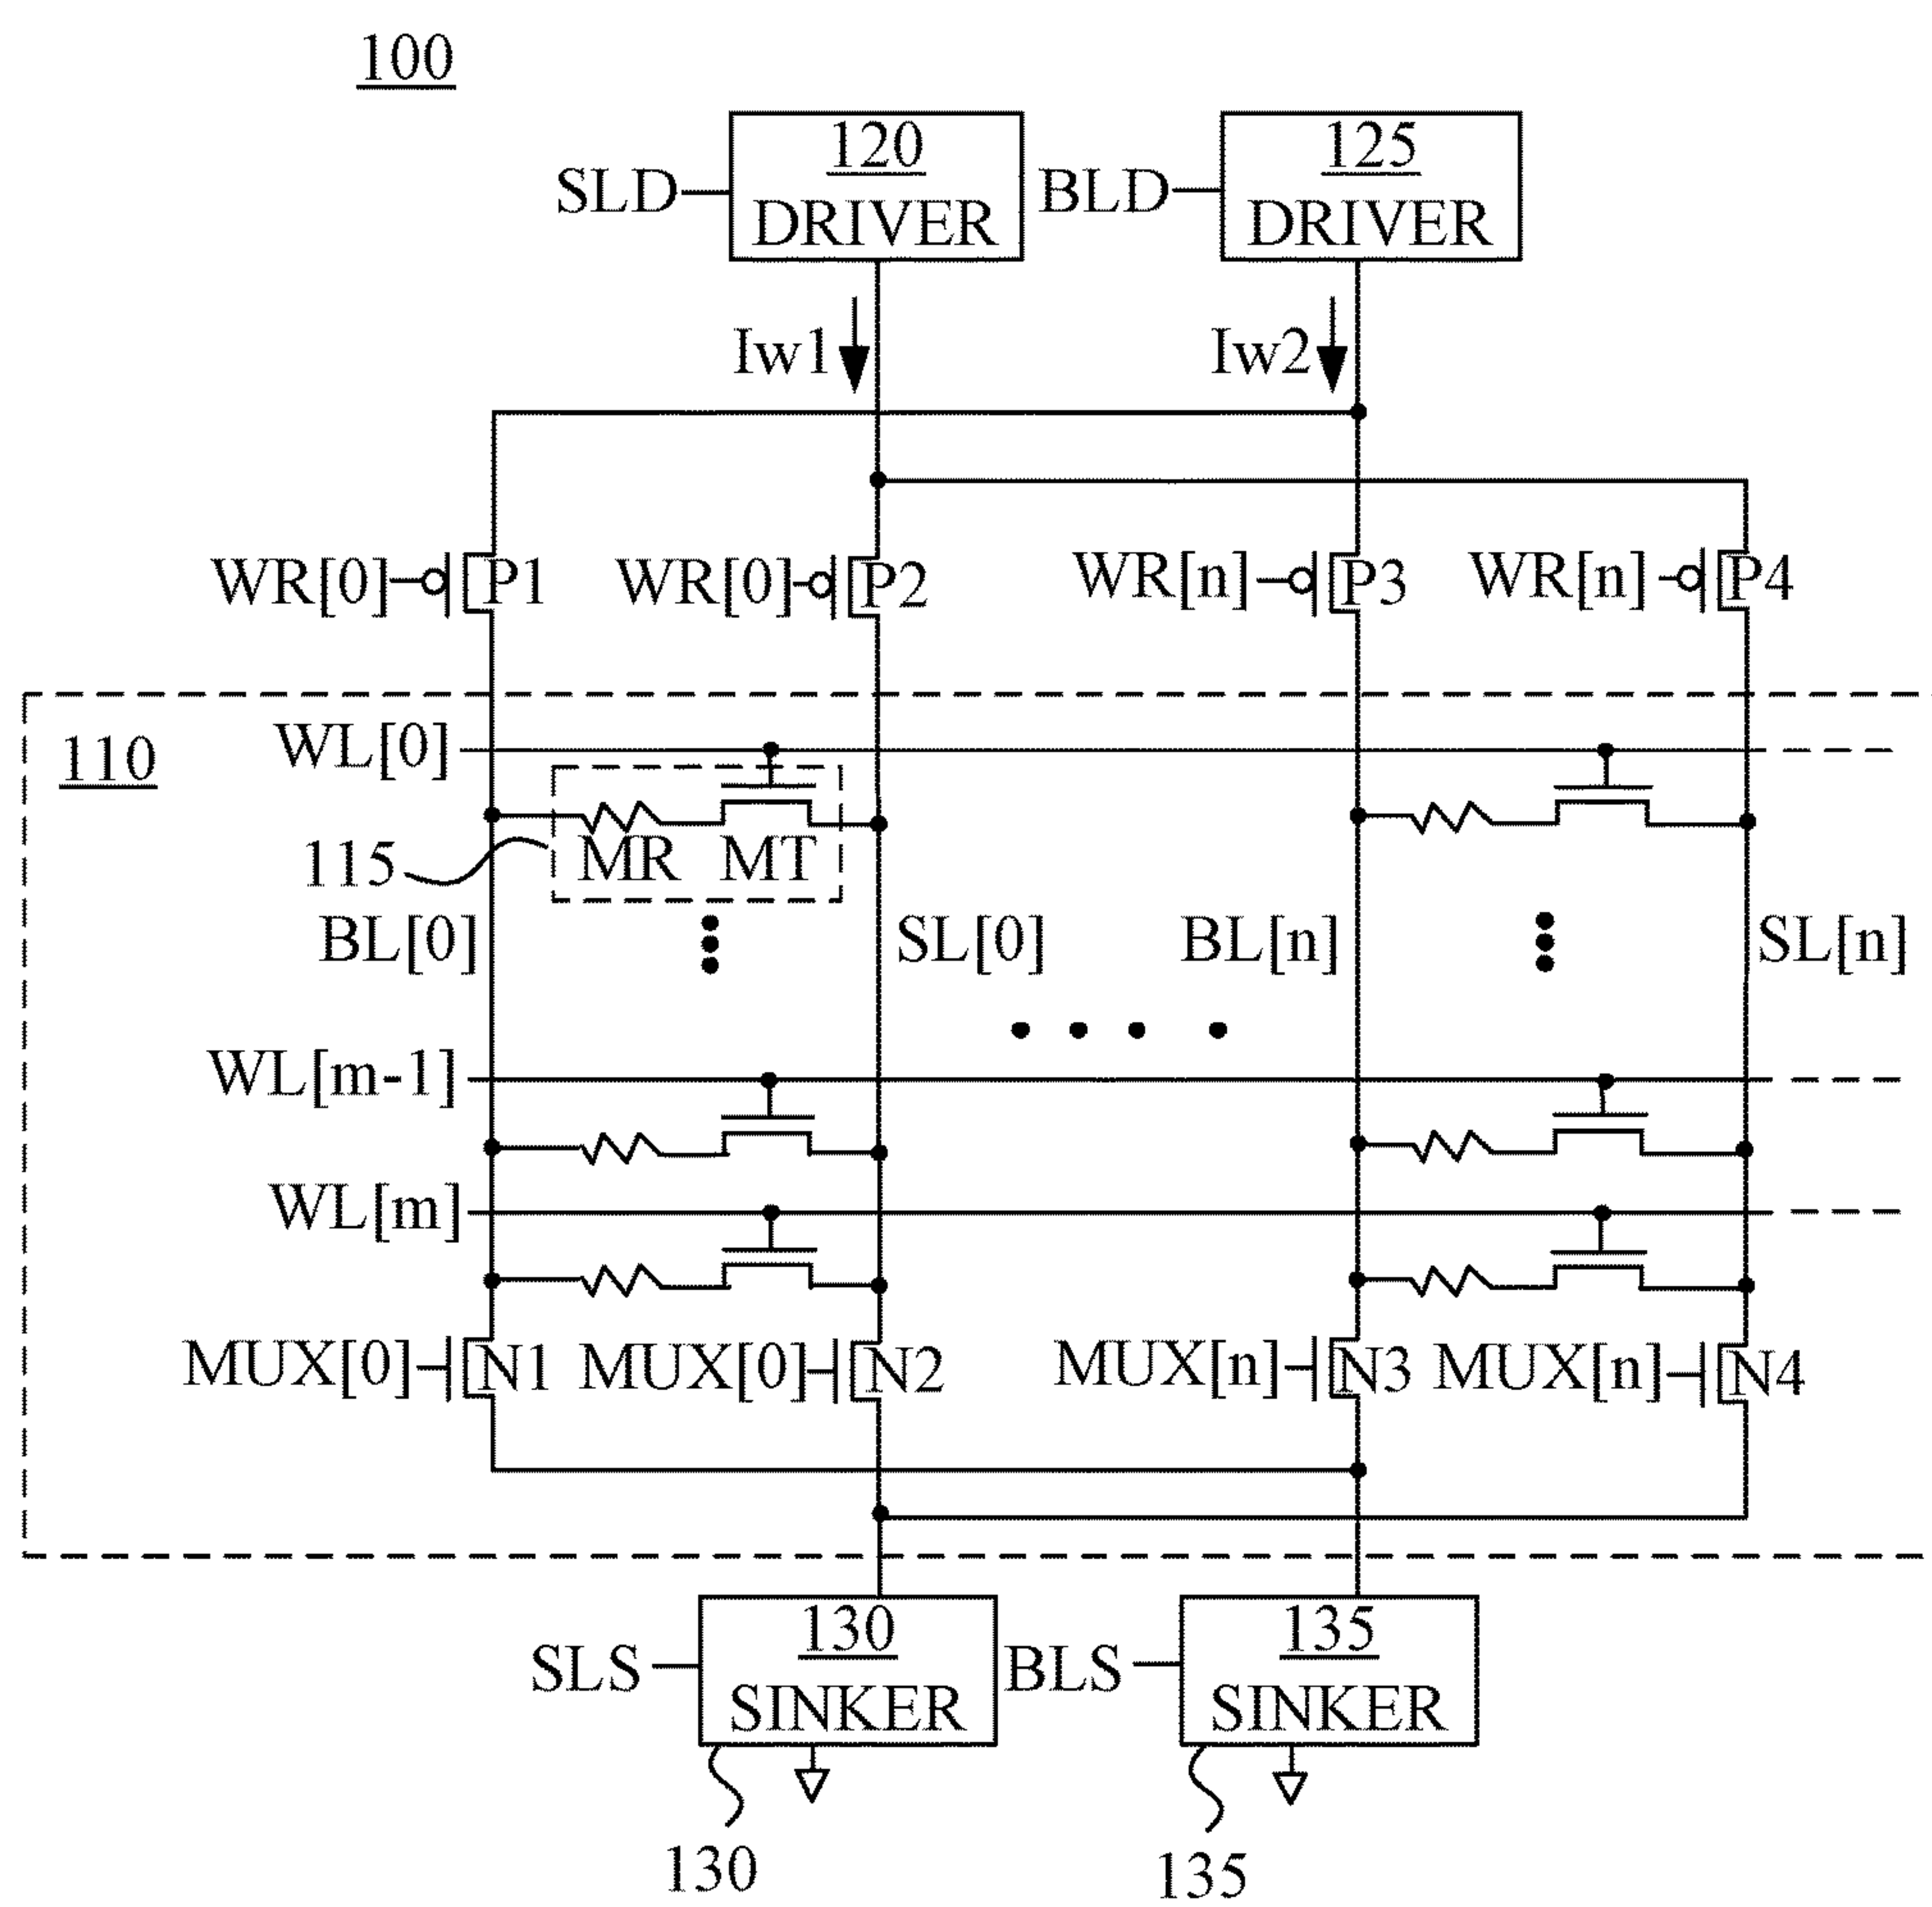 100
120
125
SLD
DRIVER
BLD
DRIVER
Iw1
Iw2
WR[0]
P1
WR[0]
P2
WR[n]
P3
WR[n]
P4
110
WL[0]
115
MR
MT
BL[0]
SL[0]
BL[n]
SL[n]
WL[m-1]
WL[m]
MUX[0]
N1
MUX[0]
N2
MUX[n]
N3
MUX[n]
N4
130
135
SLS
SINKER
BLS
SINKER
130
135